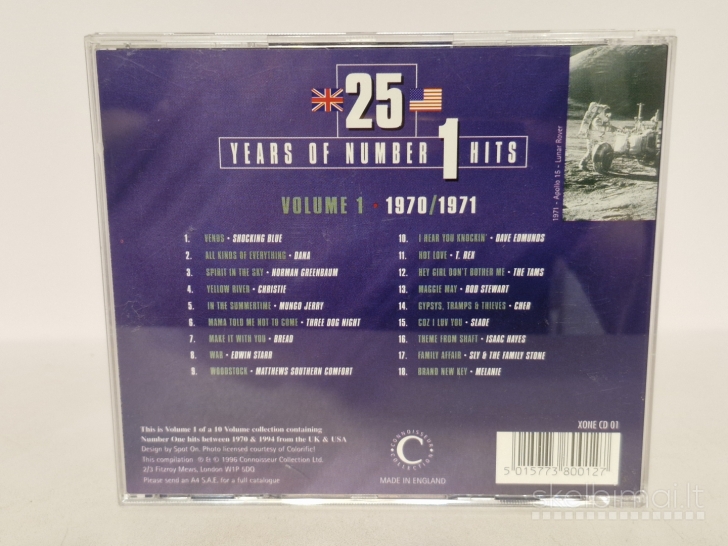 25
YEARS OF NUMBER 1 HITS
VOLUME 1 • 1970/1971
1971 - Apollo 15 - Lunar Rover
1. VENUS • SHOCKING BLUE
2. ALL KINDS OF EVERYTHING • DANA
3. SPIRIT IN THE SKY • NORMAN GREENBAUM
4. YELLOW RIVER • CHRISTIE
5. IN THE SUMMERTIME • MUNGO JERRY
6. MAMA TOLD ME NOT TO COME • THREE DOG NIGHT
7. MAKE IT WITH YOU • BREAD
8. WAR • EDWIN STARR
9. WOODSTOCK • MATTHEWS SOUTHERN COMFORT
10. I HEAR YOU KNOCKIN' • DAVE EDMUNDS
11. HOT LOVE • T. REX
12. HEY GIRL DON'T BOTHER ME • THE TAMS
13. MAGGIE MAY • ROD STEWART
14. GYPSYS, TRAMPS & THIEVES • CHER
15. COZ I LUV YOU • SLADE
16. THEME FROM SHAFT • ISAAC HAYES
17. FAMILY AFFAIR • SLY & THE FAMILY STONE
18. BRAND NEW KEY • MELANIE
This is Volume 1 of a 10 Volume collection containing
Number One hits between 1970 & 1994 from the UK & USA
Design by Spot On. Photo licensed courtesy of Colorific!
This compilation ℗ & © 1996 Connoisseur Collection Ltd.
2/3 Fitzroy Mews, London W1P 5DQ
Please send an A4 S.A.E. for a full catalogue
CONNOISSEUR
C
COLLECTION
MADE IN ENGLAND
XONE CD 01
5 015773 800127
skelbimai.lt